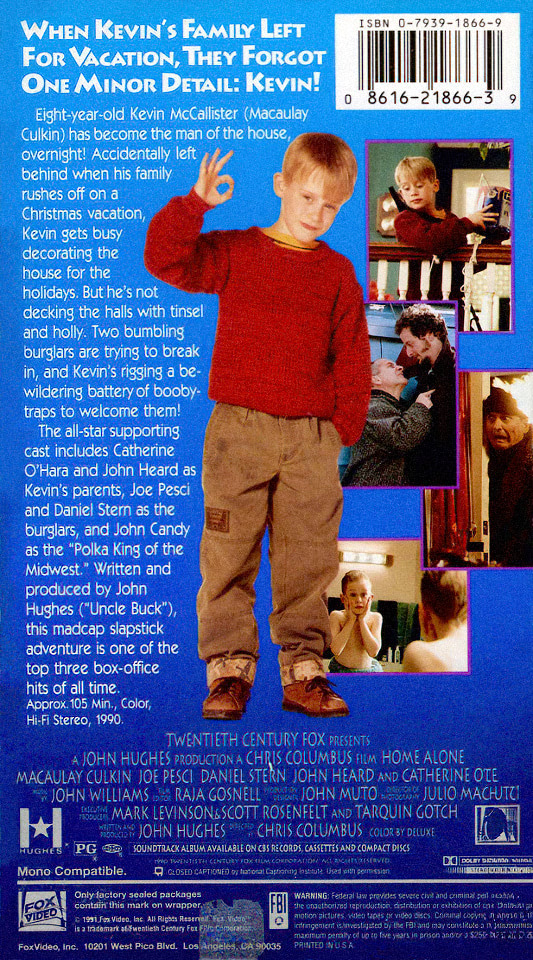 WHEN KEVIN'S FAMILY LEFT
FOR VACATION, THEY FORGOT
ONE MINOR DETAIL: KEVIN!
ISBN 0-7939-1866-9
0 8616-21866-3 9
Eight-year-old Kevin McCallister (Macaulay
Culkin) has become the man of the house,
overnight! Accidentally left
behind when his family
rushes off on a
Christmas vacation,
Kevin gets busy
decorating the
house for the
holidays. But he's not
decking the halls with tinsel
and holly. Two bumbling
burglars are trying to break
in, and Kevin's rigging a be-
wildering battery of booby-
traps to welcome them!
The all-star supporting
cast includes Catherine
O'Hara and John Heard as
Kevin's parents, Joe Pesci
and Daniel Stern as the
burglars, and John Candy
as the "Polka King of the
Midwest." Written and
produced by John
Hughes ("Uncle Buck"),
this madcap slapstick
adventure is one of the
top three box-office
hits of all time.
Approx. 105 Min., Color,
Hi-Fi Stereo, 1990.
TWENTIETH CENTURY FOX PRESENTS
A JOHN HUGHES PRODUCTION A CHRIS COLUMBUS FILM HOME ALONE
MACAULAY CULKIN JOE PESCI DANIEL STERN JOHN HEARD AND CATHERINE
MUSIC BY JOHN WILLIAMS FILM EDITOR RAJA GOSNELL PRODUCTION DESIGNER JOHN MUTO DIRECTOR OF PHOTOGRAPHY JULIO
EXECUTIVE PRODUCERS MARK LEVINSON & SCOTT ROSENFELT AND TARQUIN GOTCH
WRITTEN AND PRODUCED BY JOHN HUGHES DIRECTED BY CHRIS COLUMBUS COLOR BY DELUXE
HUGHES
PG
SOUNDTRACK ALBUM AVAILABLE ON CBS RECORDS, CASSETTES AND COMPACT DISCS
1990 TWENTIETH CENTURY FOX FILM CORPORATION ALL RIGHTS RESERVED
Mono Compatible.
CLOSED CAPTIONED by National Captioning Institute. Used with permission.
DOLBY SURROUND
FOX
VIDEO
Only factory sealed packages
contain this mark on wrapper.
© 1991 Fox Video, Inc. All Rights Reserved. Fox Video
is a trademark of Twentieth Century Fox Film Corporation
FoxVideo, Inc. 10201 West Pico Blvd. Los Angeles, CA 90035
FBI
WARNING: Federal law provides severe civil and criminal penalties
the unauthorized reproduction, distribution or exhibition of
motion pictures, video tapes or video discs. Criminal copyright
infringement is investigated by the FBI and may constitute a
maximum penalty of up to five years in prison and/or a
PRINTED IN U.S.A.